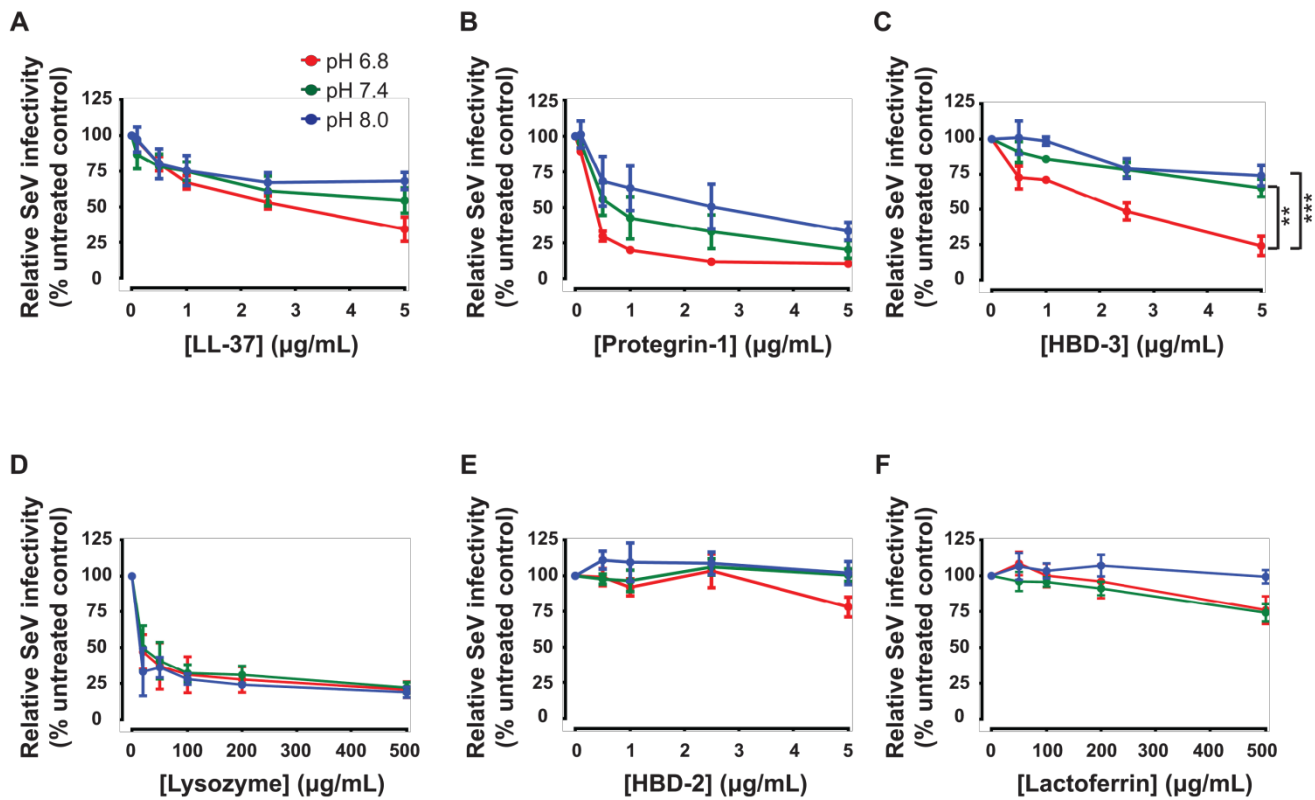 A
B
C
pH 6.8
pH 7.4
pH 8.0
Relative SeV infectivity
(% untreated control)
125
100
75
50
25
0
0
1
2
3
4
5
[LL-37] (µg/mL)
Relative SeV infectivity
(% untreated control)
125
100
75
50
25
0
0
1
2
3
4
5
[Protegrin-1] (µg/mL)
Relative SeV infectivity
(% untreated control)
125
100
75
50
25
0
0
1
2
3
4
5
**
***
[HBD-3] (µg/mL)
D
E
F
Relative SeV infectivity
(% untreated control)
125
100
75
50
25
0
0
100
200
300
400
500
[Lysozyme] (µg/mL)
Relative SeV infectivity
(% untreated control)
125
100
75
50
25
0
0
1
2
3
4
5
[HBD-2] (µg/mL)
Relative SeV infectivity
(% untreated control)
125
100
75
50
25
0
0
100
200
300
400
500
[Lactoferrin] (µg/mL)